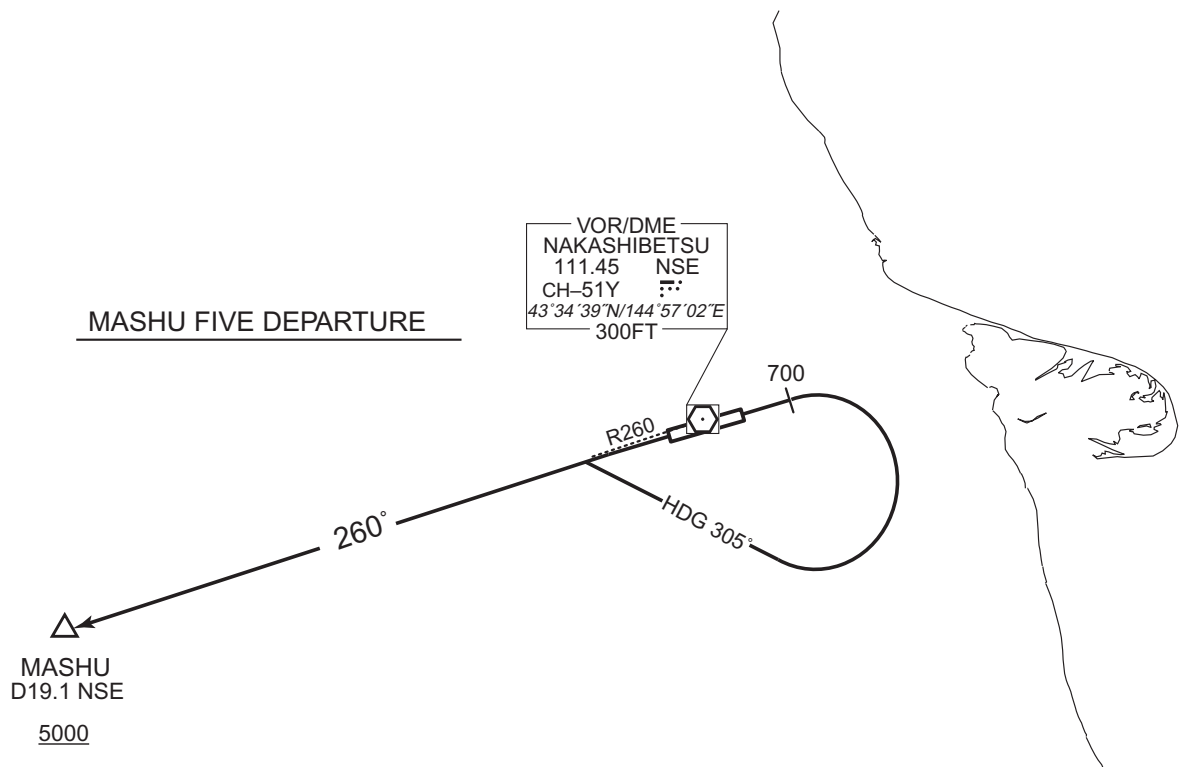 VOR/DME
NAKASHIBETSU
111.45 NSE
CH–51Y
43°34´39˝N/144°57´02˝E
300FT
MASHU FIVE DEPARTURE
700
R260
HDG 305°
260°
MASHU
D19.1 NSE
5000